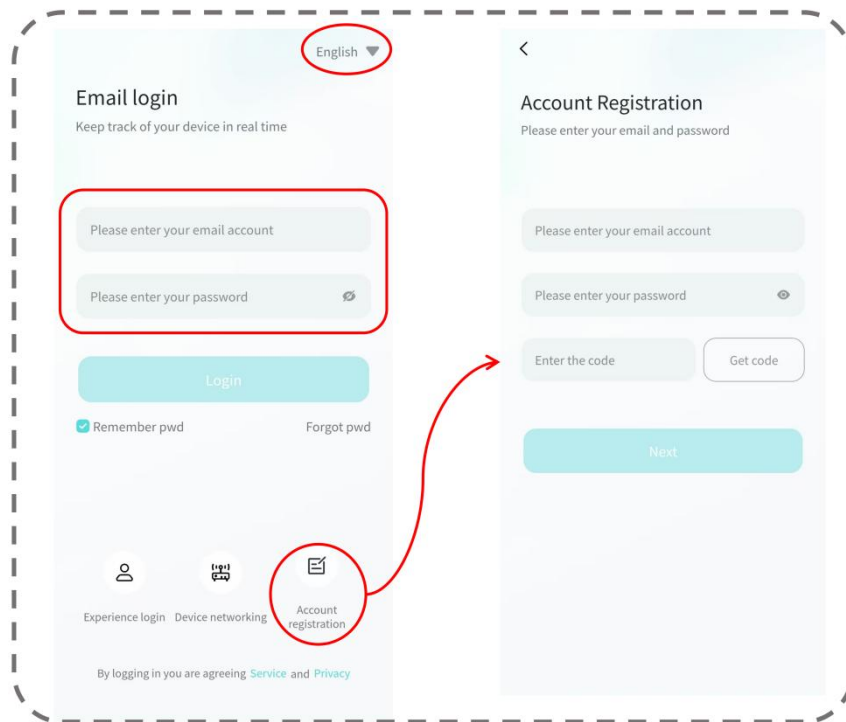 English
Email login
Keep track of your device in real time
Please enter your email account
Please enter your password
Login
Remember pwd
Forgot pwd
Experience login
Device networking
Account
registration
By logging in you are agreeing Service and Privacy
Account Registration
Please enter your email and password
Please enter your email account
Please enter your password
Enter the code
Get code
Next